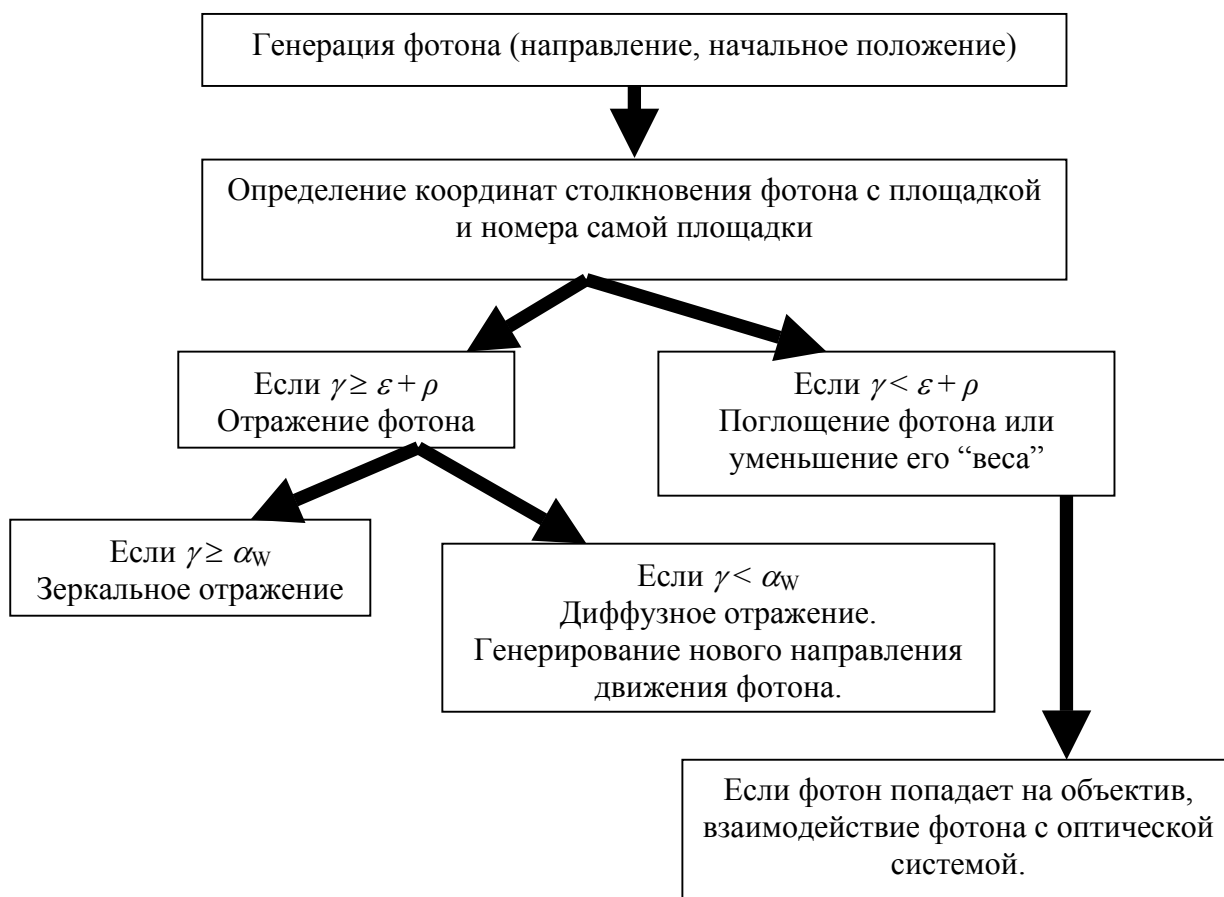 Генерация фотона (направление, начальное положение)
Определение координат столкновения фотона с площадкой
и номера самой площадки
Если γ ≥ ε + ρ
Отражение фотона
Если γ < ε + ρ
Поглощение фотона или
уменьшение его “веса”
Если γ ≥ αW
Зеркальное отражение
Если γ < αW
Диффузное отражение.
Генерирование нового направления
движения фотона.
Если фотон попадает на объектив,
взаимодействие фотона с оптической
системой.